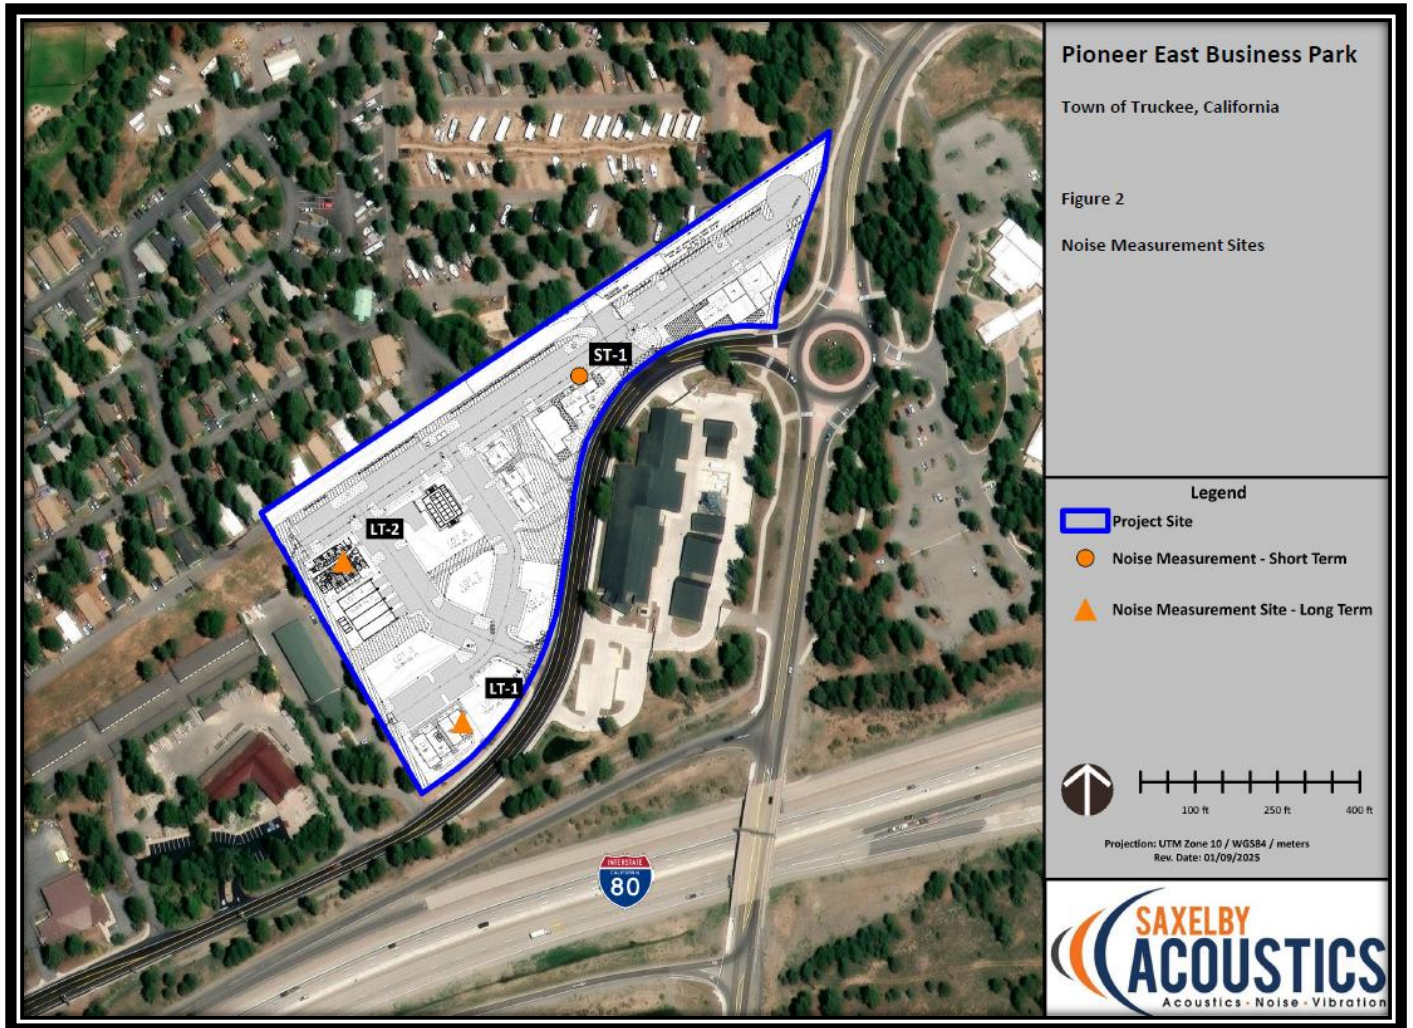 Pioneer East Business Park
Town of Truckee, California
Figure 2
Noise Measurement Sites
ST-1
LT-2
LT-1
INTERSTATE
CALIFORNIA
80
Legend
Project Site
Noise Measurement - Short Term
Noise Measurement Site - Long Term
100 ft 250 ft 400 ft
Projection: UTM Zone 10 / WGS84 / meters
Rev. Date: 01/09/2025
SAXELBY
ACOUSTICS
Acoustics • Noise • Vibration